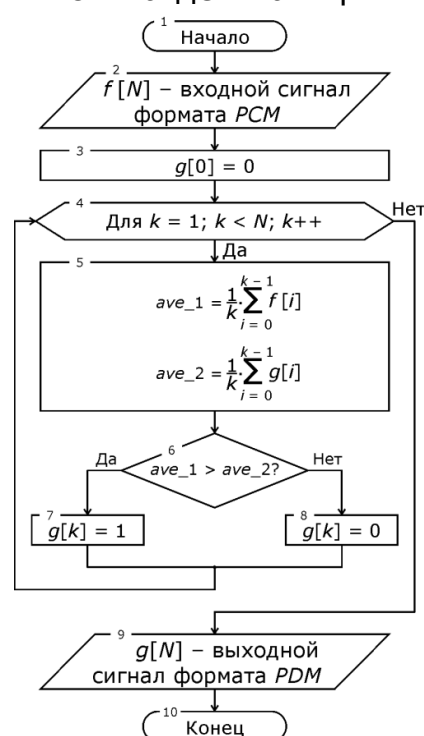 1
Начало
2
f [N] – входной сигнал
формата PCM
3
g[0] = 0
4
Для k = 1; k < N; k++
Нет
Да
5
ave_1 = 1/k · ∑ f [i]
k – 1
i = 0
ave_2 = 1/k · ∑ g[i]
k – 1
i = 0
6
Да
ave_1 > ave_2?
Нет
7
g[k] = 1
8
g[k] = 0
9
g[N] – выходной
сигнал формата PDM
10
Конец